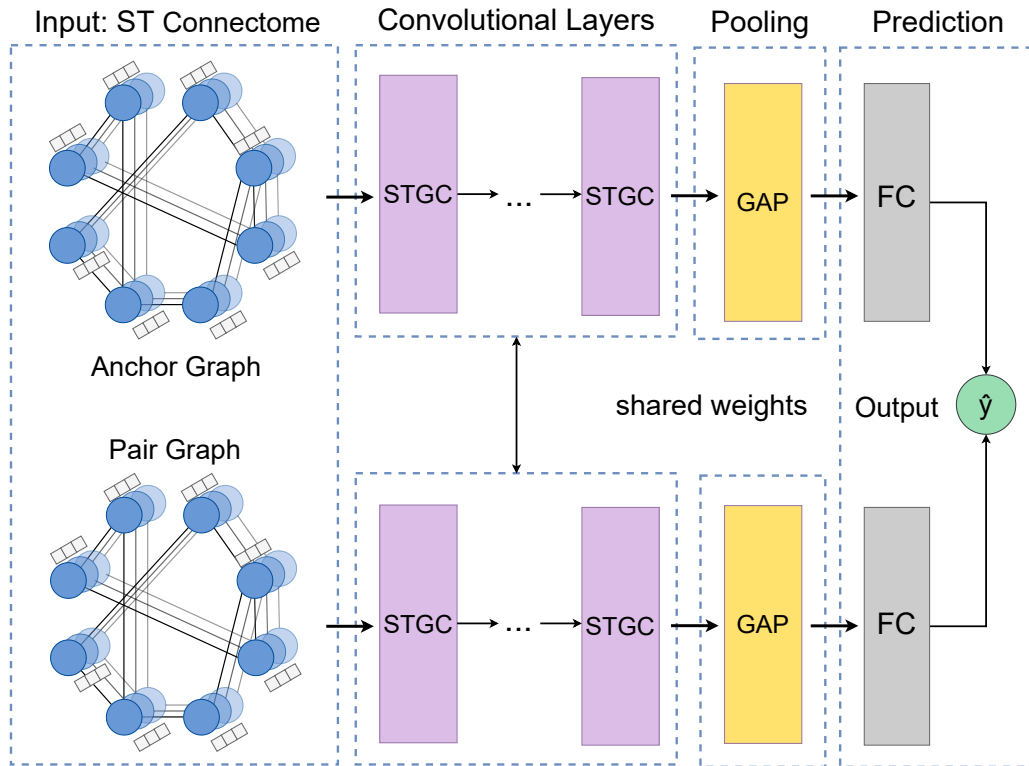 Input: ST Connectome
Convolutional Layers
Pooling
Prediction
STGC
...
STGC
GAP
FC
Anchor Graph
shared weights
Output
ŷ
Pair Graph
STGC
...
STGC
GAP
FC